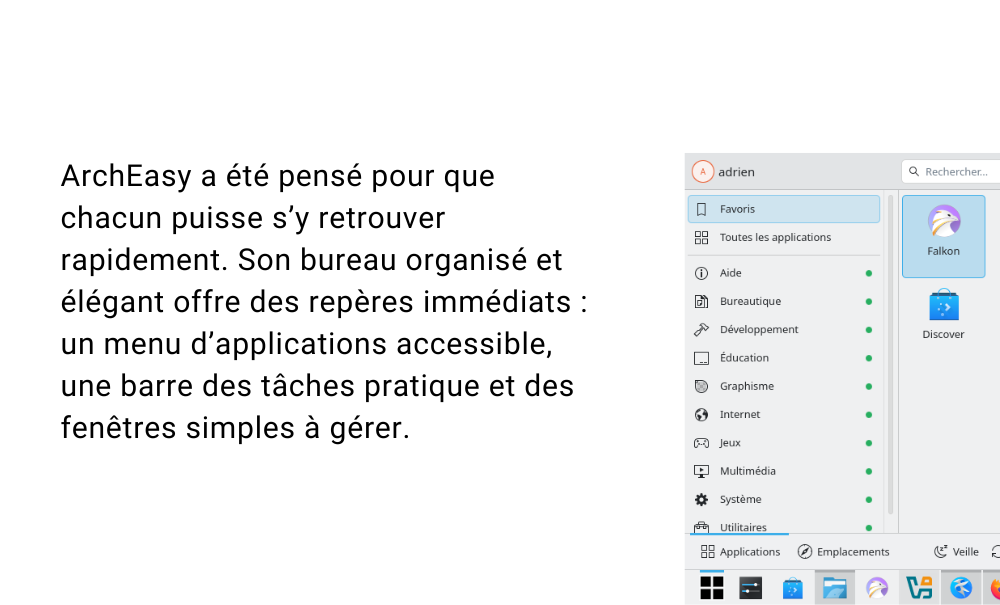 ArchEasy a été pensé pour que
chacun puisse s’y retrouver
rapidement. Son bureau organisé et
élégant offre des repères immédiats :
un menu d’applications accessible,
une barre des tâches pratique et des
fenêtres simples à gérer.
A adrien
Rechercher...
Favoris
Toutes les applications
Aide
Bureautique
Développement
Éducation
Graphisme
Internet
Jeux
Multimédia
Système
Utilitaires
Falkon
Discover
Applications
Emplacements
Veille